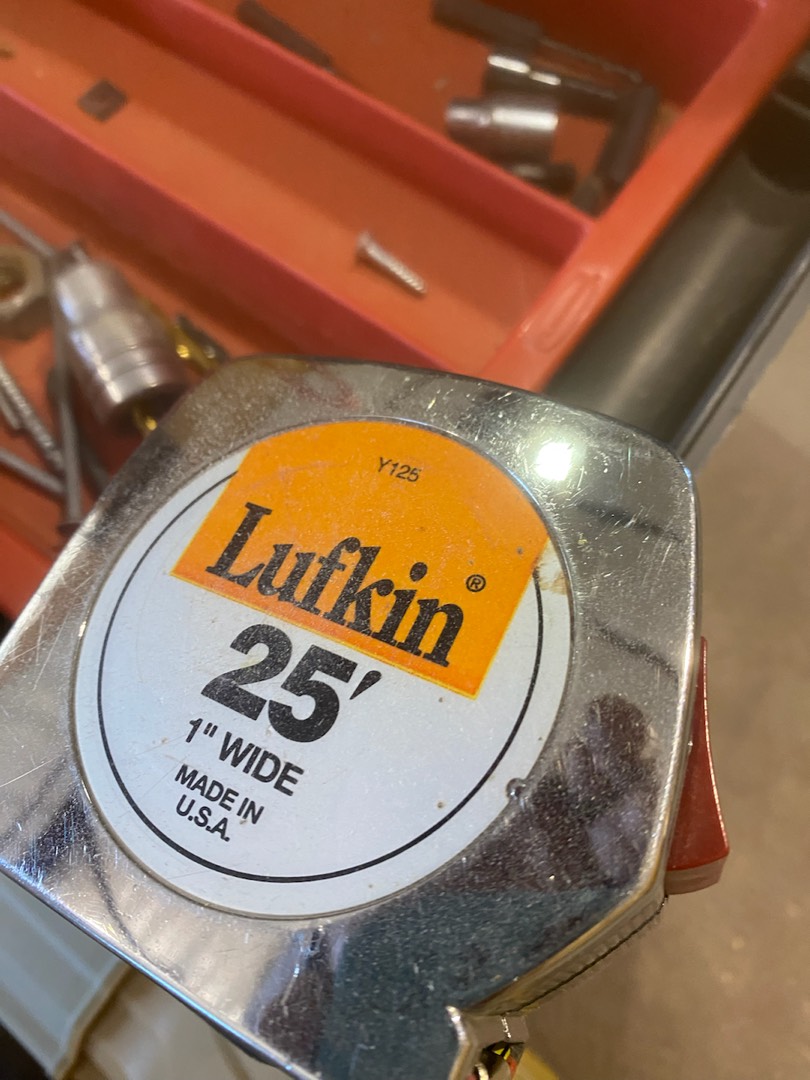 Y125
Lufkin®
25'
1" WIDE
MADE IN
U.S.A.